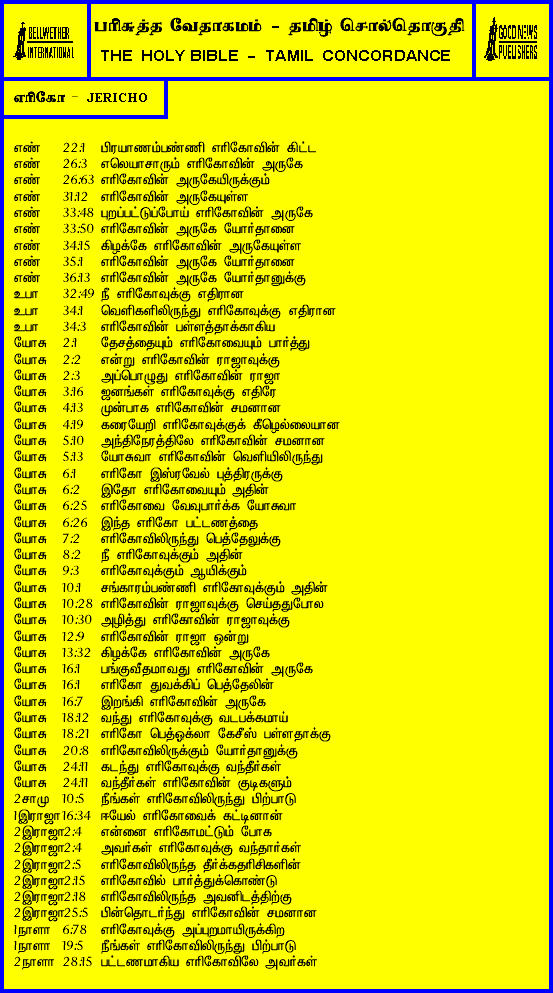 BELLWETHER
INTERNATIONAL
பரிசுத்த வேதாகமம் - தமிழ் சொல்தொகுதி
THE HOLY BIBLE - TAMIL CONCORDANCE
GOOD NEWS
PUBLISHERS
எரிகோ - JERICHO
எண் 22:1 பிரயாணம்பண்ணி எரிகோவின் கிட்ட
எண் 26:3 எலெயாசாரும் எரிகோவின் அருகே
எண் 26:63 எரிகோவின் அருகேயிருக்கும்
எண் 31:12 எரிகோவின் அருகேயுள்ள
எண் 33:48 புறப்பட்டுப்போய் எரிகோவின் அருகே
எண் 33:50 எரிகோவின் அருகே யோர்தானை
எண் 34:15 கிழக்கே எரிகோவின் அருகேயுள்ள
எண் 35:1 எரிகோவின் அருகே யோர்தானை
எண் 36:13 எரிகோவின் அருகே யோர்தானுக்கு
உபா 32:49 நீ எரிகோவுக்கு எதிரான
உபா 34:1 வெளிகளிலிருந்து எரிகோவுக்கு எதிரான
உபா 34:3 எரிகோவின் பள்ளத்தாக்காகிய
யோசு 2:1 தேசத்தையும் எரிகோவையும் பார்த்து
யோசு 2:2 என்று எரிகோவின் ராஜாவுக்கு
யோசு 2:3 அப்பொழுது எரிகோவின் ராஜா
யோசு 3:16 ஜனங்கள் எரிகோவுக்கு எதிரே
யோசு 4:13 முன்பாக எரிகோவின் சமனான
யோசு 4:19 கரையேறி எரிகோவுக்குக் கீழெல்லையான
யோசு 5:10 அந்திநேரத்திலே எரிகோவின் சமனான
யோசு 5:13 யோசுவா எரிகோவின் வெளியிலிருந்து
யோசு 6:1 எரிகோ இஸ்ரவேல் புத்திரருக்கு
யோசு 6:2 இதோ எரிகோவையும் அதின்
யோசு 6:25 எரிகோவை வேவுபார்க்க யோசுவா
யோசு 6:26 இந்த எரிகோ பட்டணத்தை
யோசு 7:2 எரிகோவிலிருந்து பெத்தேலுக்கு
யோசு 8:2 நீ எரிகோவுக்கும் அதின்
யோசு 9:3 எரிகோவுக்கும் ஆயிக்கும்
யோசு 10:1 சங்காரம்பண்ணி எரிகோவுக்கும் அதின்
யோசு 10:28 எரிகோவின் ராஜாவுக்கு செய்ததுபோல
யோசு 10:30 அழித்து எரிகோவின் ராஜாவுக்கு
யோசு 12:9 எரிகோவின் ராஜா ஒன்று
யோசு 13:32 கிழக்கே எரிகோவின் அருகே
யோசு 16:1 பங்குவீதமாவது எரிகோவின் அருகே
யோசு 16:1 எரிகோ துவக்கிப் பெத்தேலின்
யோசு 16:7 இறங்கி எரிகோவின் அருகே
யோசு 18:12 வந்து எரிகோவுக்கு வடபக்கமாய்
யோசு 18:21 எரிகோ பெத்ஒக்லா கேசீஸ் பள்ளதாக்கு
யோசு 20:8 எரிகோவிலிருக்கும் யோர்தானுக்கு
யோசு 24:11 கடந்து எரிகோவுக்கு வந்தீர்கள்
யோசு 24:11 வந்தீர்கள் எரிகோவின் குடிகளும்
2சாமு 10:5 நீங்கள் எரிகோவிலிருந்து பிற்பாடு
1இராஜா16:34 ஈயேல் எரிகோவைக் கட்டினான்
2இராஜா2:4 என்னை எரிகோமட்டும் போக
2இராஜா2:4 அவர்கள் எரிகோவுக்கு வந்தார்கள்
2இராஜா2:5 எரிகோவிலிருந்த தீர்க்கதரிசிகளின்
2இராஜா2:15 எரிகோவில் பார்த்துக்கொண்டு
2இராஜா2:18 எரிகோவிலிருந்த அவனிடத்திற்கு
2இராஜா25:5 பின்தொடர்ந்து எரிகோவின் சமனான
1நாளா 6:78 எரிகோவுக்கு அப்புறமாயிருக்கிற
1நாளா 19:5 நீங்கள் எரிகோவிலிருந்து பிற்பாடு
2நாளா 28:15 பட்டணமாகிய எரிகோவிலே அவர்கள்